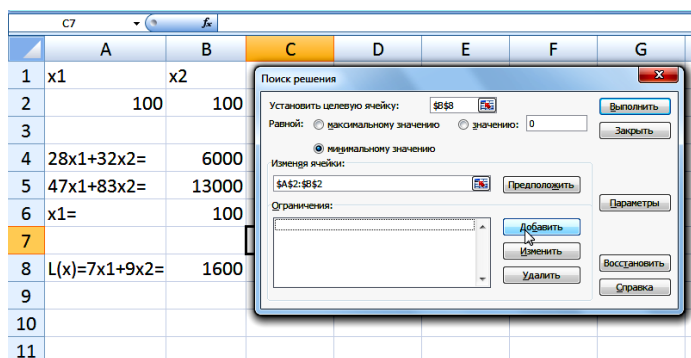 C7 fx
A B C D E F G
1 x1 x2
2 100 100
3
4 28x1+32x2= 6000
5 47x1+83x2= 13000
6 x1= 100
7
8 L(x)=7x1+9x2= 1600
9
10
11
Поиск решения
Установить целевую ячейку: $B$8
Равной: максимальному значению значению: 0
минимальному значению
Изменяя ячейки:
$A$2:$B$2 Предположить
Ограничения:
Добавить
Изменить
Удалить
Выполнить
Закрыть
Параметры
Восстановить
Справка